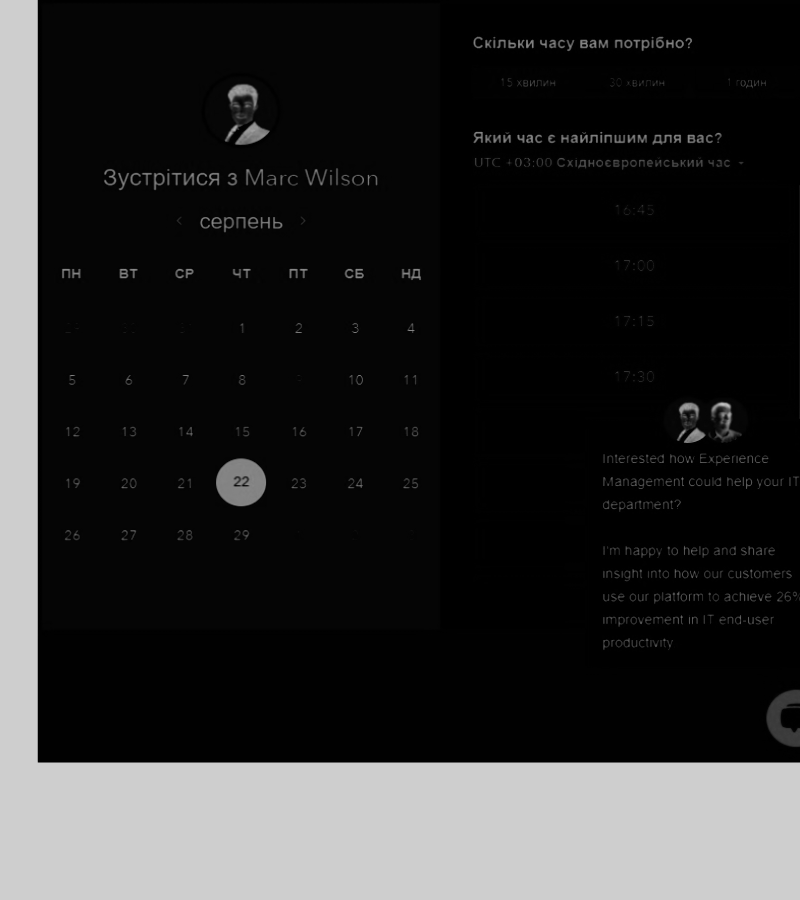 Зустрітися з Marc Wilson
‹ серпень ›
ПН ВТ СР ЧТ ПТ СБ НД
1 2 3 4
5 6 7 8 10 11
12 13 14 15 16 17 18
19 20 21 22 23 24 25
26 27 28 29
Скільки часу вам потрібно?
15 хвилин 30 хвилин 1 годин
Який час є найліпшим для вас?
UTC +03:00 Східноєвропейський час
16:45
17:00
17:15
17:30
Interested how Experience
Management could help your IT
department?
I'm happy to help and share
insight into how our customers
use our platform to achieve 26%
improvement in IT end-user
productivity